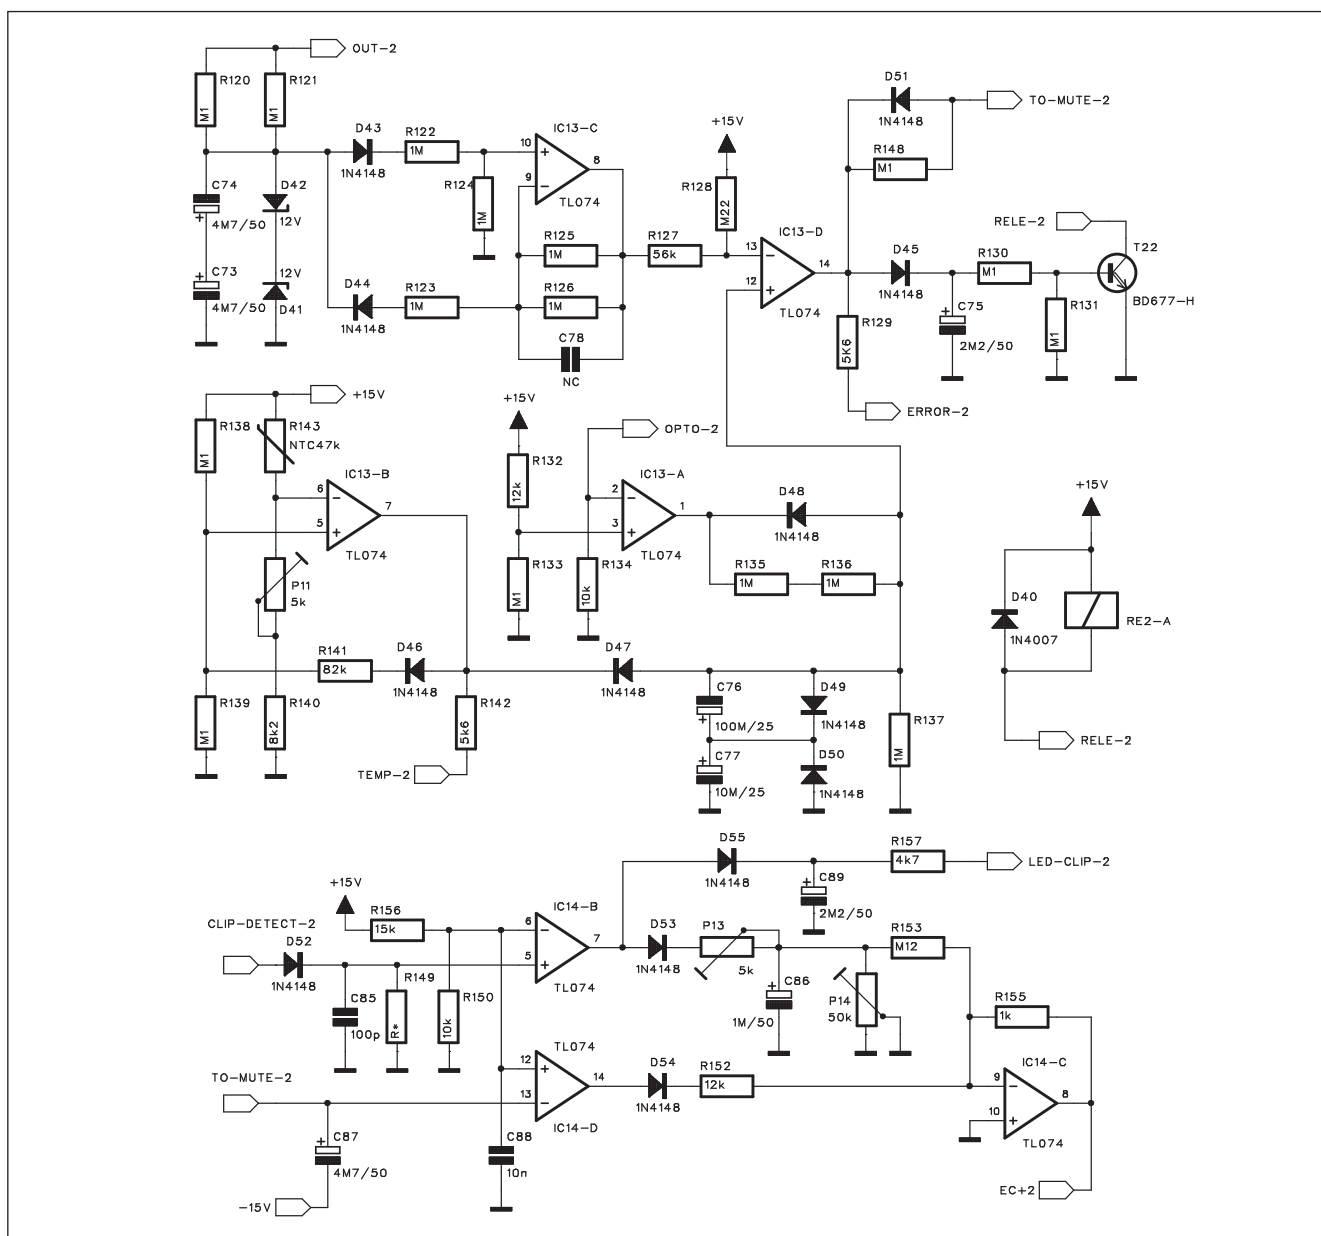 OUT-2
R120
M1
R121
M1
D43
1N4148
R122
1M
R124
1M
IC13-C
10
9
8
TL074
+15V
R128
M22
D51
1N4148
R148
M1
TO-MUTE-2
C74
4M7/50
D42
12V
C73
4M7/50
12V
D41
D44
1N4148
R123
1M
R125
1M
R126
1M
C78
NC
R127
56k
IC13-D
13
12
14
TL074
D45
1N4148
R129
5K6
ERROR-2
C75
2M2/50
R130
M1
R131
M1
RELE-2
T22
BD677-H
+15V
R138
M1
R143
NTC47k
IC13-B
6
5
7
TL074
P11
5k
+15V
R132
12k
R133
M1
OPTO-2
R134
10k
IC13-A
2
3
1
TL074
D48
1N4148
R135
1M
R136
1M
+15V
D40
1N4007
RE2-A
RELE-2
R141
82k
D46
1N4148
R139
M1
R140
8k2
R142
5k6
TEMP-2
D47
1N4148
C76
100M/25
C77
10M/25
D49
1N4148
D50
1N4148
R137
1M
D55
1N4148
C89
2M2/50
R157
4k7
LED-CLIP-2
+15V
R156
15k
CLIP-DETECT-2
D52
1N4148
C85
100p
R149
R*
R150
10k
IC14-B
6
5
7
TL074
D53
1N4148
P13
5k
C86
1M/50
P14
50k
R153
M12
R155
1k
TO-MUTE-2
C87
4M7/50
-15V
C88
10n
TL074
12
13
14
IC14-D
D54
1N4148
R152
12k
IC14-C
9
10
8
TL074
EC+2